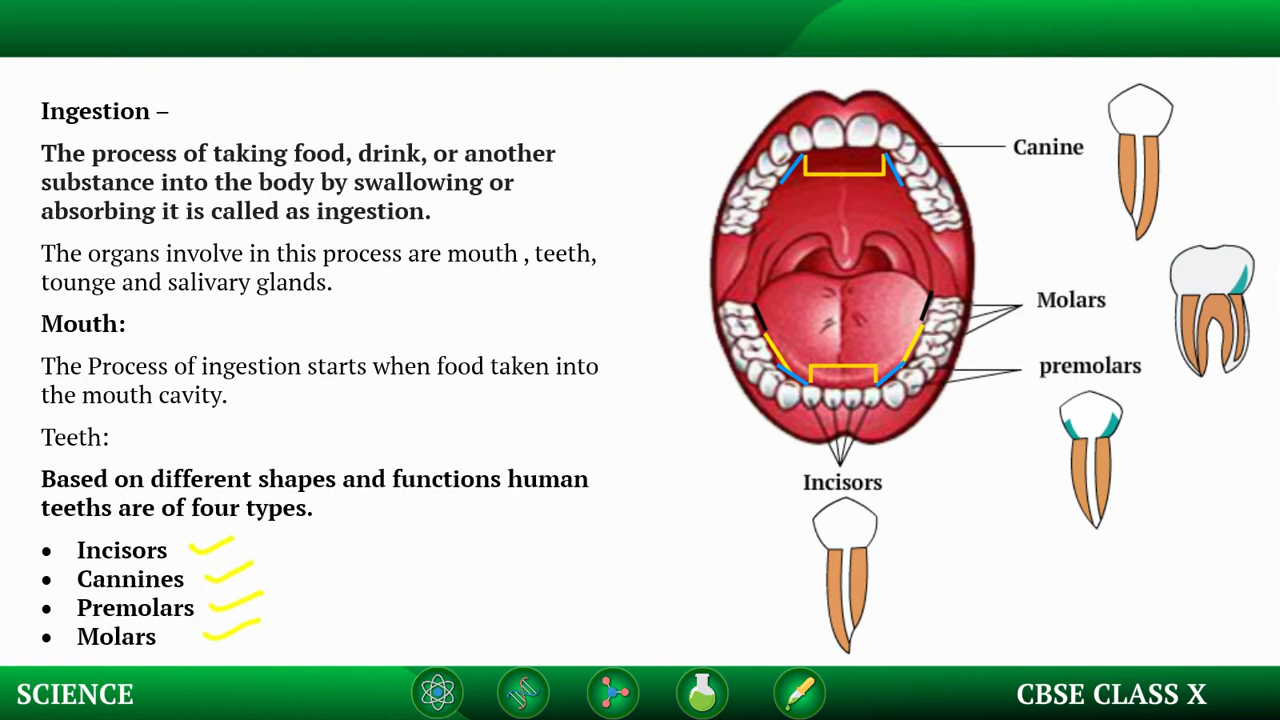 Ingestion –
The process of taking food, drink, or another
substance into the body by swallowing or
absorbing it is called as ingestion.
The organs involve in this process are mouth , teeth,
tounge and salivary glands.
Mouth:
The Process of ingestion starts when food taken into
the mouth cavity.
Teeth:
Based on different shapes and functions human
teeths are of four types.
• Incisors
• Cannines
• Premolars
• Molars
Canine
Molars
premolars
Incisors
SCIENCE
CBSE CLASS X